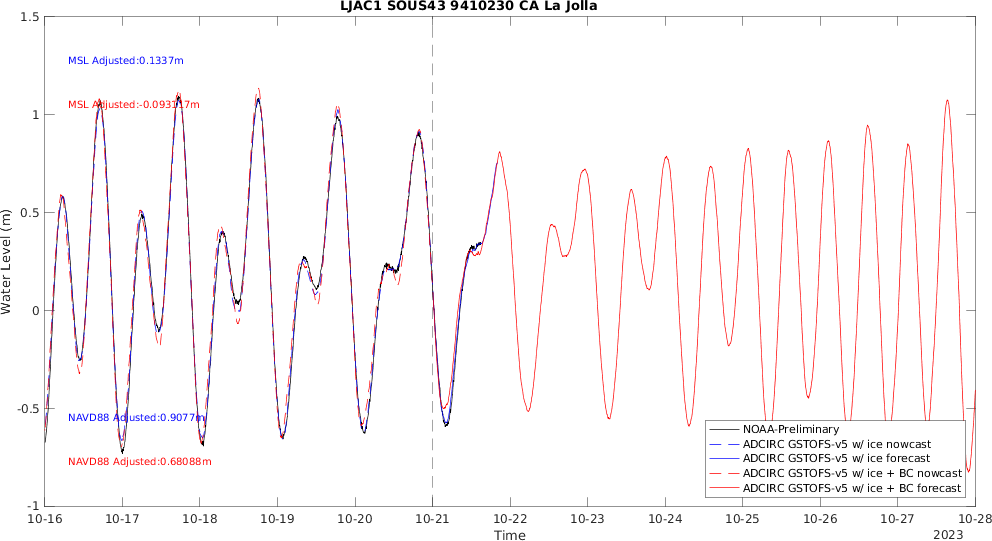 LJAC1 SOUS43 9410230 CA La Jolla
MSL Adjusted:0.1337m
MSL Adjusted:-0.093117m
NAVD88 Adjusted:0.9077m
NAVD88 Adjusted:0.68088m
Water Level (m)
1.5
1
0.5
0
-0.5
-1
NOAA-Preliminary
ADCIRC GSTOFS-v5 w/ ice nowcast
ADCIRC GSTOFS-v5 w/ ice forecast
ADCIRC GSTOFS-v5 w/ ice + BC nowcast
ADCIRC GSTOFS-v5 w/ ice + BC forecast
10-16 10-17 10-18 10-19 10-20 10-21 10-22 10-23 10-24 10-25 10-26 10-27 10-28
Time
2023